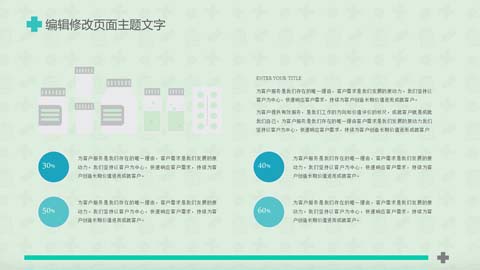 编辑修改页面主题文字
ENTER YOUR TITLE
为客户服务是我们存在的唯一理由，客户需求是我们发展的原动力。我们坚持以
客户为中心，快速响应客户需求，持续为客户创造长期价值进而成就客户。
为客户提供有效服务，是我们工作的方向和价值评价的标尺，成就客户就是成就
我们自己。为客户服务是我们存在的唯一理由，客户需求是我们发展的原动力。我们
坚持以客户为中心，快速响应客户需求，持续为客户创造长期价值进而成就客户
30%
为客户服务是我们存在的唯一理由，客户需求是我们发展的原动
力。我们坚持以客户为中心，快速响应客户需求，持续为客
户创造长期价值进而成就客户。
40%
为客户服务是我们存在的唯一理由，客户需求是我们发展的原动
力。我们坚持以客户为中心，快速响应客户需求，持续为客
户创造长期价值进而成就客户。
50%
为客户服务是我们存在的唯一理由，客户需求是我们发展的原动
力。我们坚持以客户为中心，快速响应客户需求，持续为客
户创造长期价值进而成就客户。
60%
为客户服务是我们存在的唯一理由，客户需求是我们发展的原动
力。我们坚持以客户为中心，快速响应客户需求，持续为客
户创造长期价值进而成就客户。